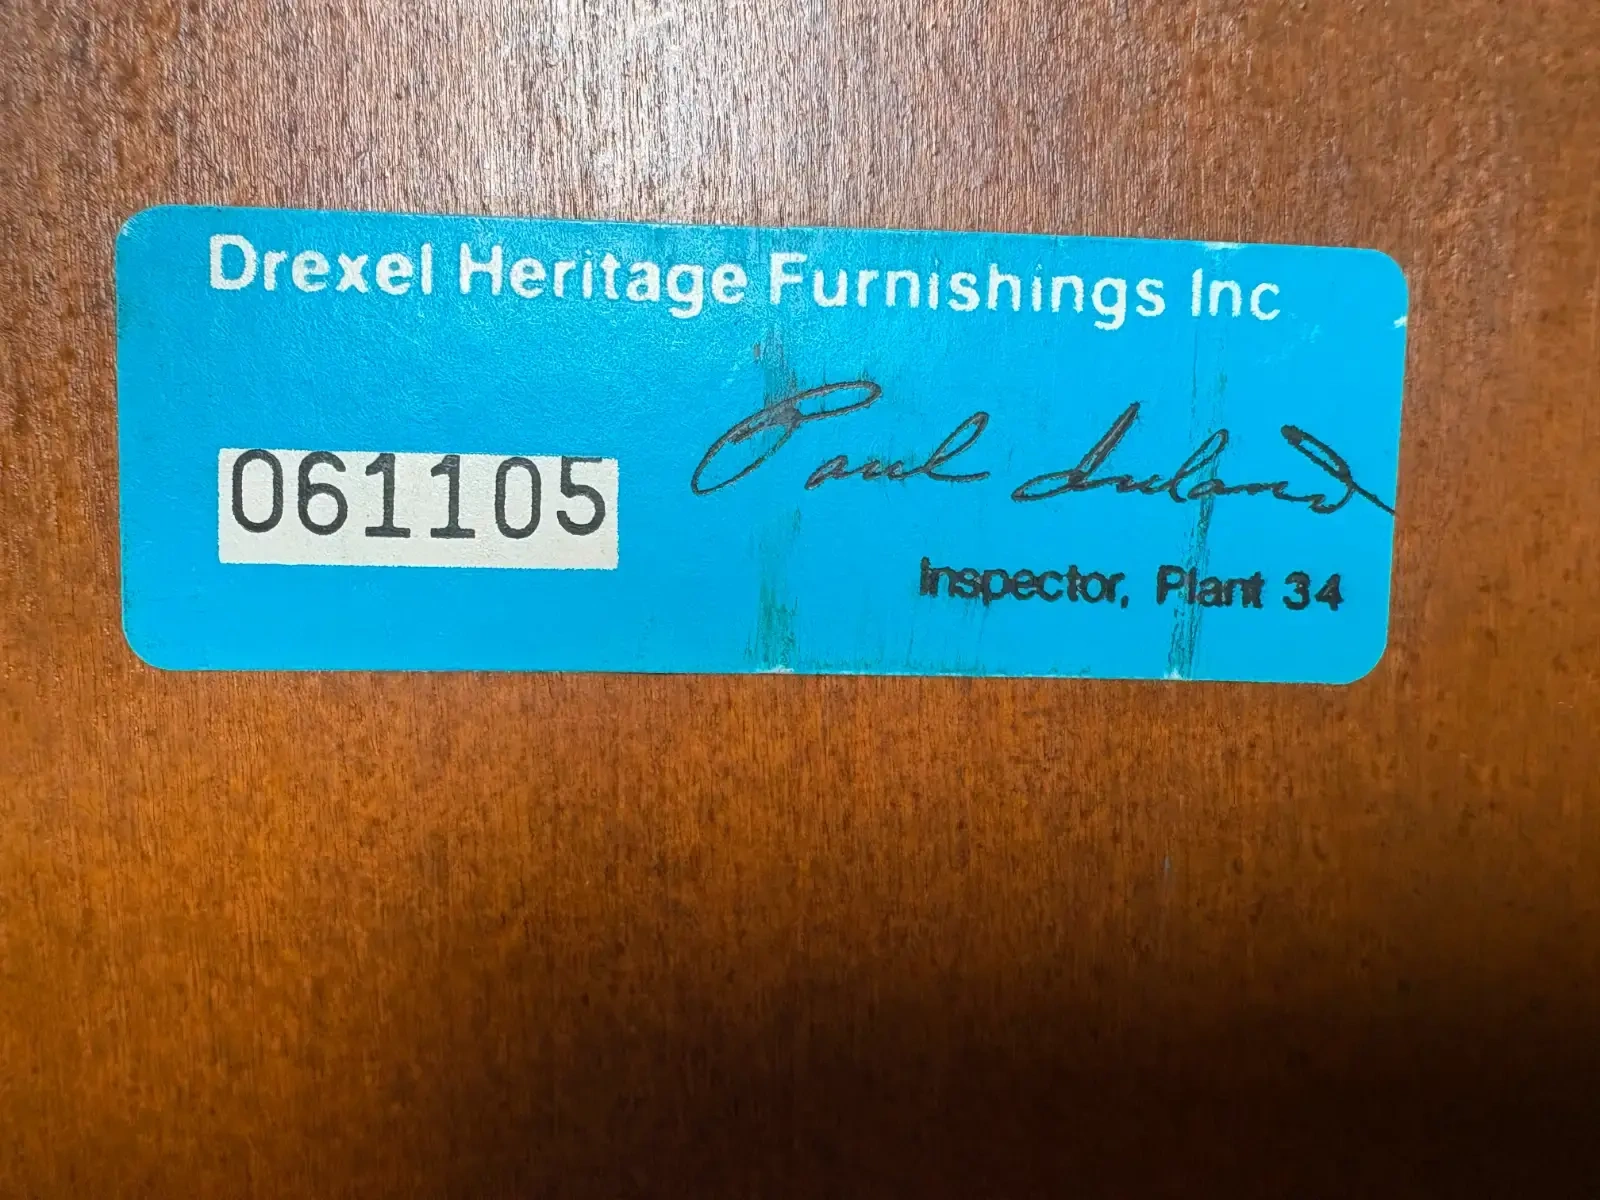 Drexel Heritage Furnishings Inc
061105
Paul
Inspector, Plant 34